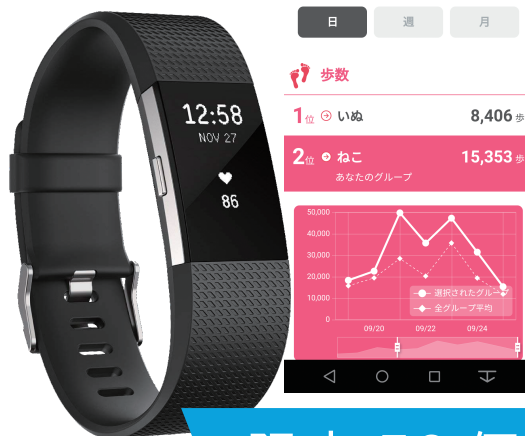 12:58
NOV 27
86
日 週 月
歩数
1位 いぬ 8,406 歩
2位 ねこ 15,353 歩
あなたのグループ
50,000
40,000
30,000
20,000
10,000
0
選択されたグループ
全グループ平均
09/20 09/22 09/24